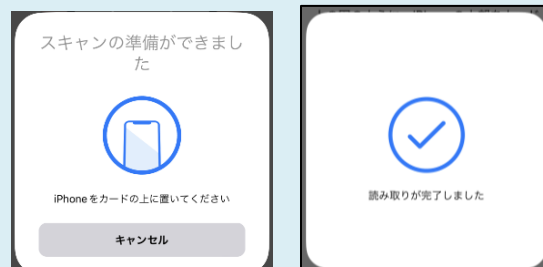 スキャンの準備ができまし
た
iPhoneをカードの上に置いてください
キャンセル
読み取りが完了しました